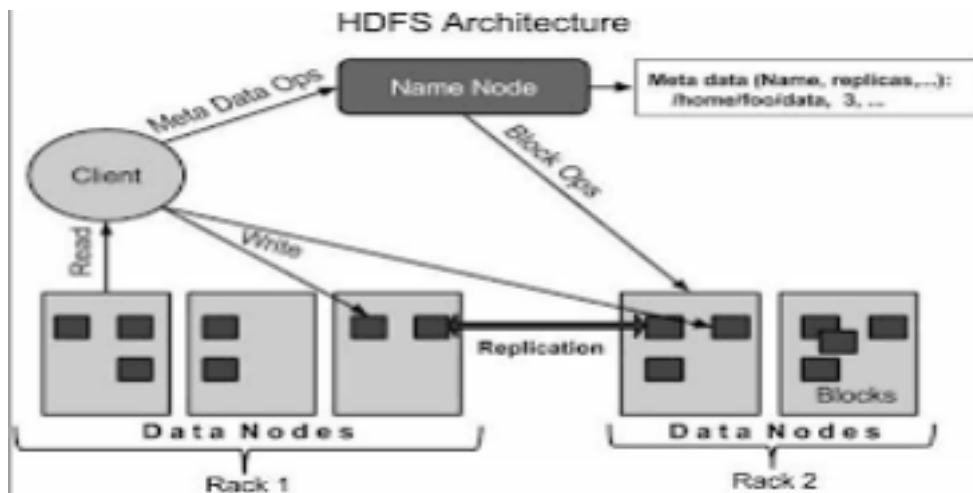 HDFS Architecture
Name Node
Meta data (Name, replicas,...):
/home/foo/data, 3, ...
Meta Data Ops
Client
Block Ops
Read
Write
Replication
Blocks
Data Nodes
Data Nodes
Rack 1
Rack 2